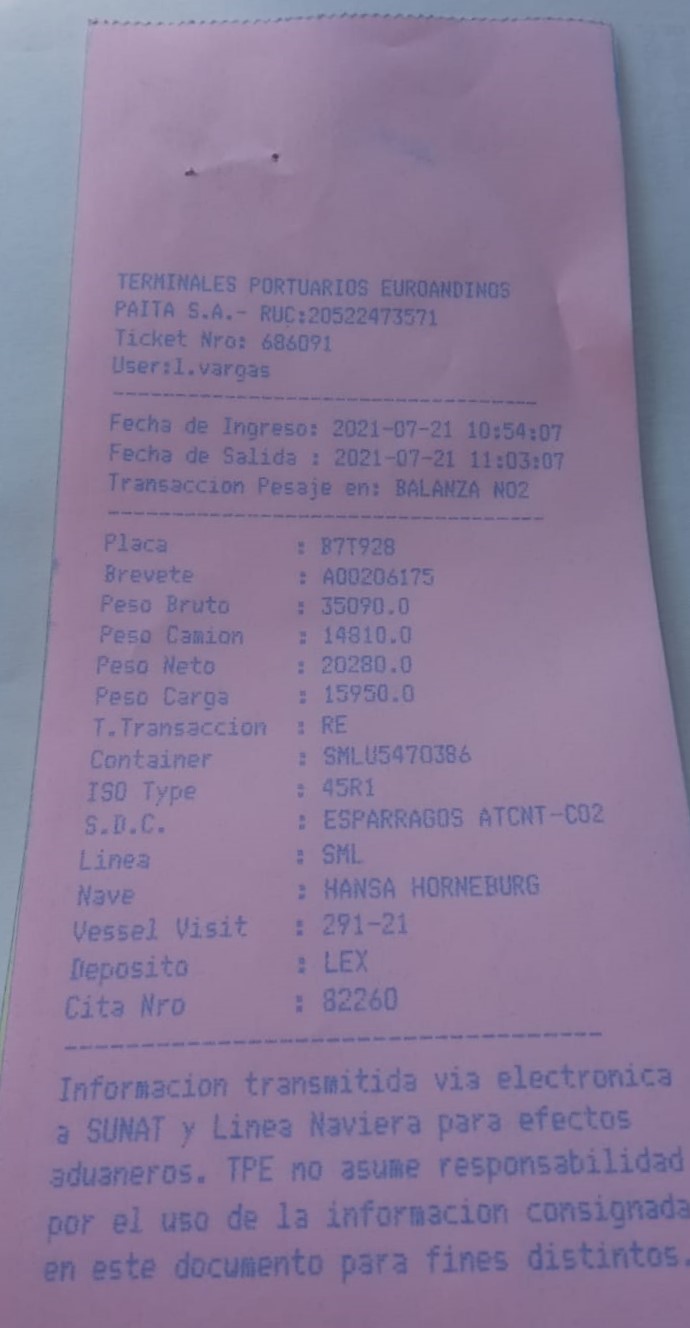 TERMINALES PORTUARIOS EUROANDINOS
PAITA S.A.- RUC:20522473571
Ticket Nro: 686091
User:l.vargas
---------------------------------
Fecha de Ingreso: 2021-07-21 10:54:07
Fecha de Salida : 2021-07-21 11:03:07
Transaccion Pesaje en: BALANZA NO2
---------------------------------
Placa : B7T928
Brevete : A00206175
Peso Bruto : 35090.0
Peso Camion : 14810.0
Peso Neto : 20280.0
Peso Carga : 15950.0
T.Transaccion : RE
Container : SMLU5470386
ISO Type : 45R1
S.D.C. : ESPARRAGOS ATCNT-CO2
Linea : SML
Nave : HANSA HORNEBURG
Vessel Visit : 291-21
Deposito : LEX
Cita Nro : 82260
---------------------------------
Informacion transmitida via electronica
a SUNAT y Linea Naviera para efectos
aduaneros. TPE no asume responsabilidad
por el uso de la informacion consignada
en este documento para fines distintos.